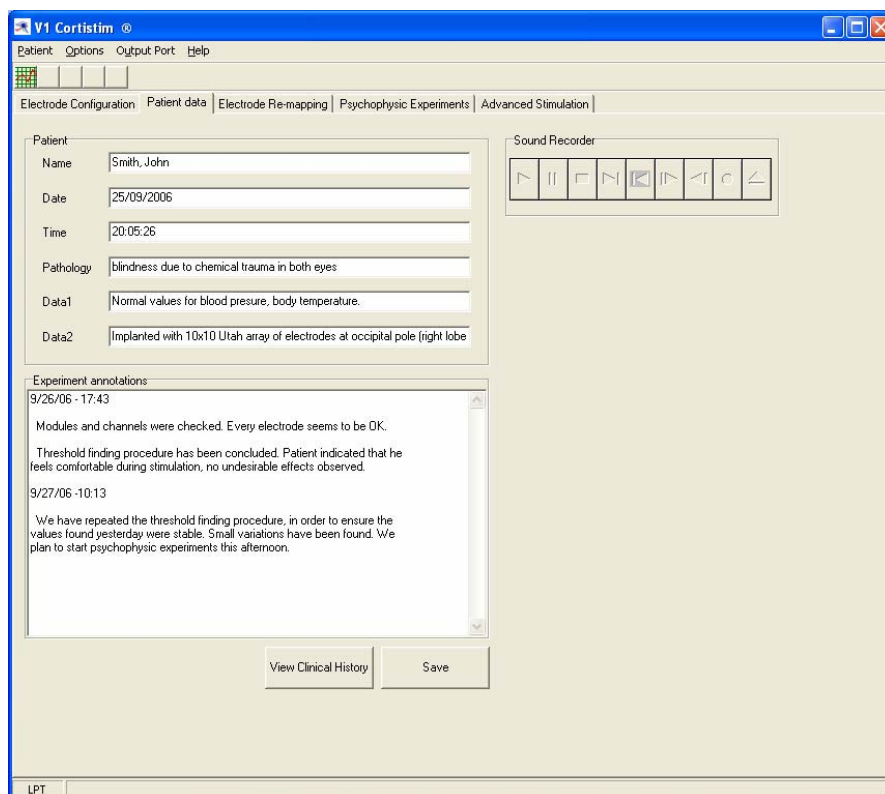 V1 Cortistim ®
Patient Options Output Port Help
Electrode Configuration Patient data Electrode Re-mapping Psychophysic Experiments Advanced Stimulation
Patient
Name Smith, John
Date 25/09/2006
Time 20:05:26
Pathology blindness due to chemical trauma in both eyes
Data1 Normal values for blood presure, body temperature.
Data2 Implanted with 10x10 Utah array of electrodes at occipital pole (right lobe
Sound Recorder
Experiment annotations
9/26/06 - 17:43
Modules and channels were checked. Every electrode seems to be OK.
Threshold finding procedure has been concluded. Patient indicated that he
feels comfortable during stimulation, no undesirable effects observed.
9/27/06 -10:13
We have repeated the threshold finding procedure, in order to ensure the
values found yesterday were stable. Small variations have been found. We
plan to start psychophysic experiments this afternoon.
View Clinical History Save
LPT